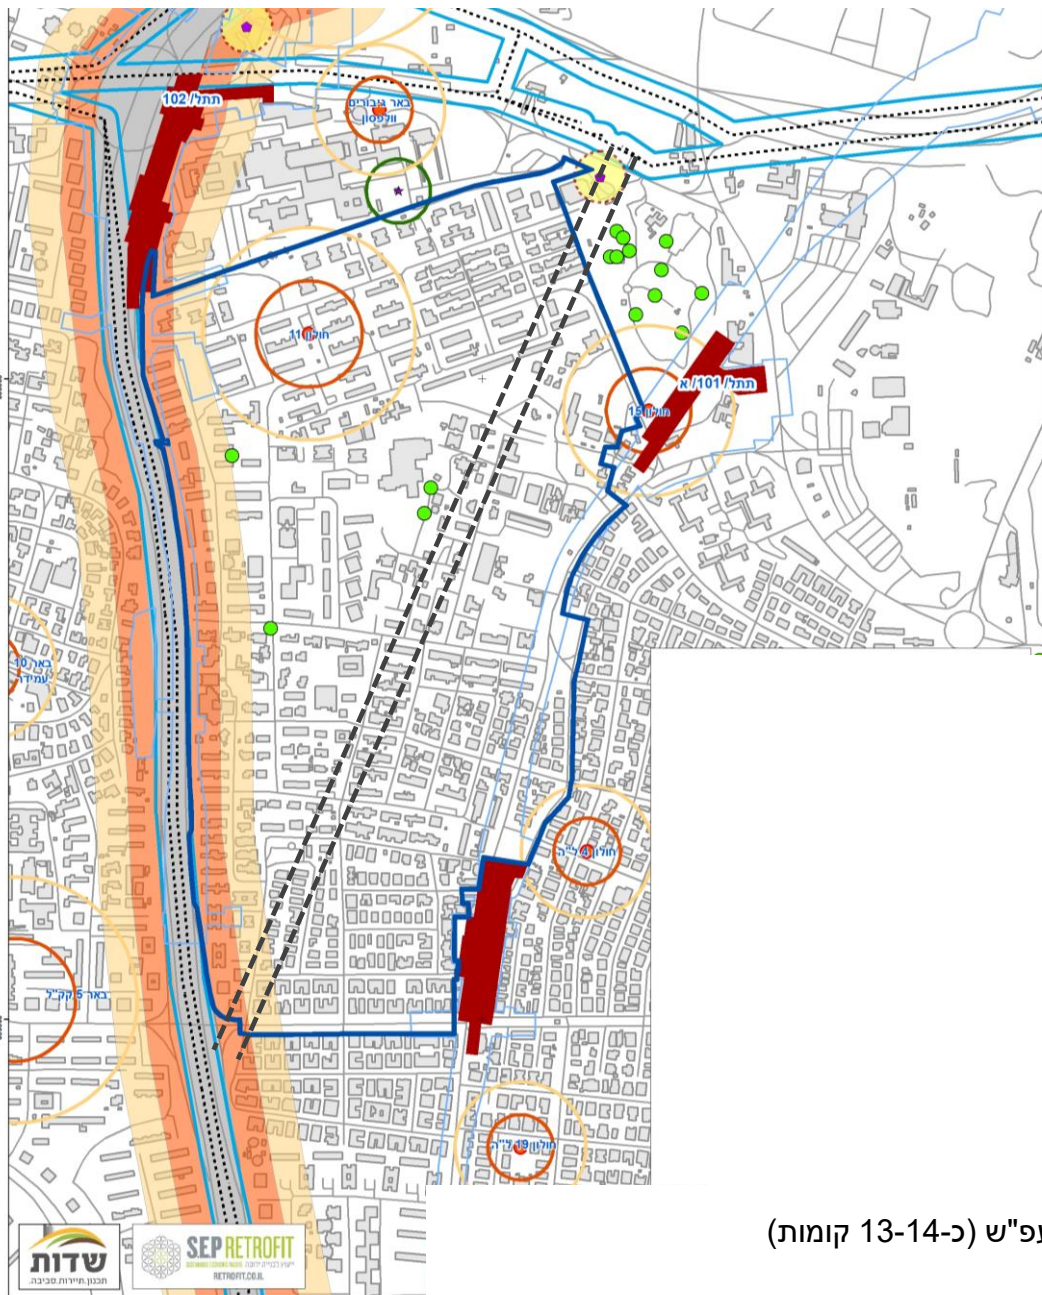 תתל/ 102
באר גיבורים
וולפסון
חולון 11
תתל/ 101/ א
חולון 15
באר 10
עמידר
חולון 4 ל"ה
באר 5 קק"ל
חולון 19 ל"ה
עפ"ש (כ-13-14 קומות)
שדות
תכנון.תיירות.סביבה.
SEP RETROFIT
RETROFIT.CO.IL